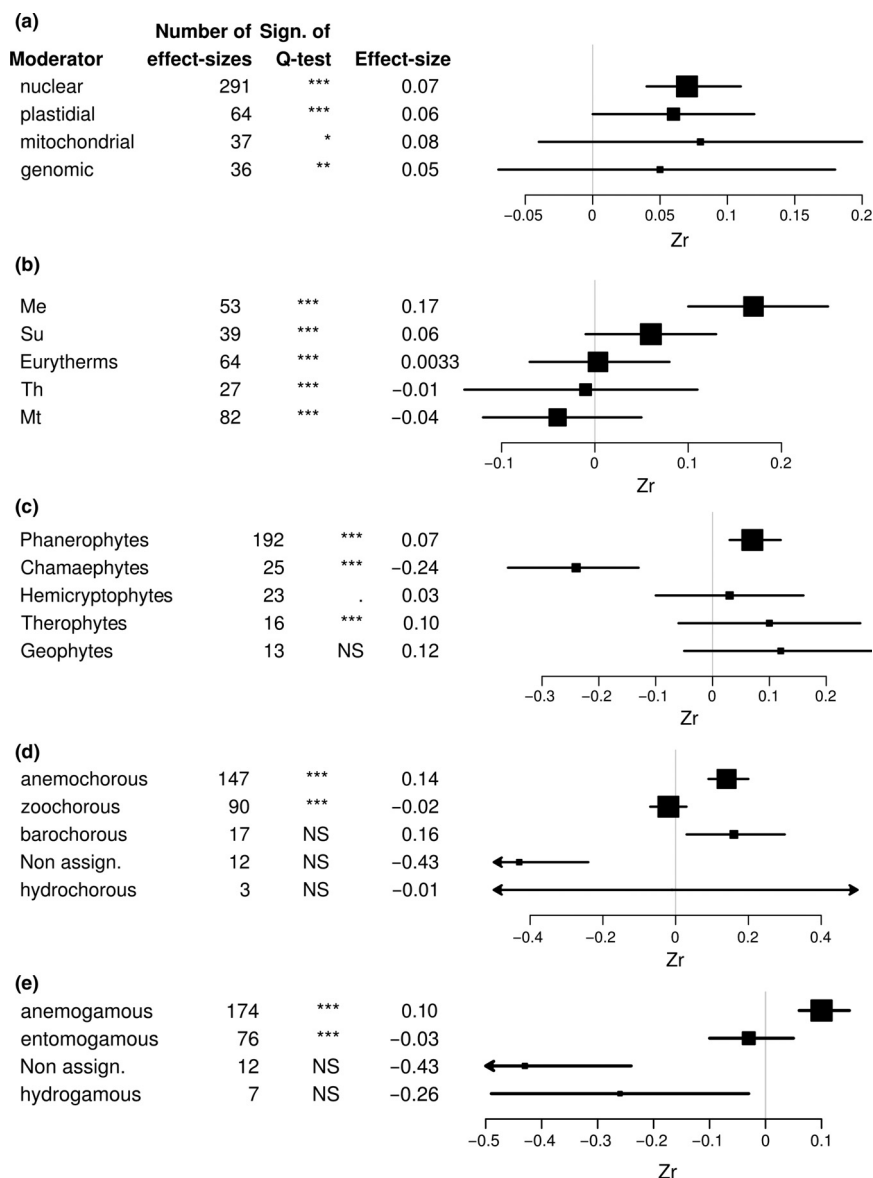 (a)
Number of Sign. of
Moderator effect-sizes Q-test Effect-size
nuclear 291 *** 0.07
plastidial 64 *** 0.06
mitochondrial 37 * 0.08
genomic 36 ** 0.05
−0.05 0 0.05 0.1 0.15 0.2
Zr
(b)
Me 53 *** 0.17
Su 39 *** 0.06
Eurytherms 64 *** 0.0033
Th 27 *** −0.01
Mt 82 *** −0.04
−0.1 0 0.1 0.2
Zr
(c)
Phanerophytes 192 *** 0.07
Chamaephytes 25 *** −0.24
Hemicryptophytes 23 . 0.03
Therophytes 16 *** 0.10
Geophytes 13 NS 0.12
−0.3 −0.2 −0.1 0 0.1 0.2
Zr
(d)
anemochorous 147 *** 0.14
zoochorous 90 *** −0.02
barochorous 17 NS 0.16
Non assign. 12 NS −0.43
hydrochorous 3 NS −0.01
−0.4 −0.2 0 0.2 0.4
Zr
(e)
anemogamous 174 *** 0.10
entomogamous 76 *** −0.03
Non assign. 12 NS −0.43
hydrogamous 7 NS −0.26
−0.5 −0.4 −0.3 −0.2 −0.1 0 0.1
Zr